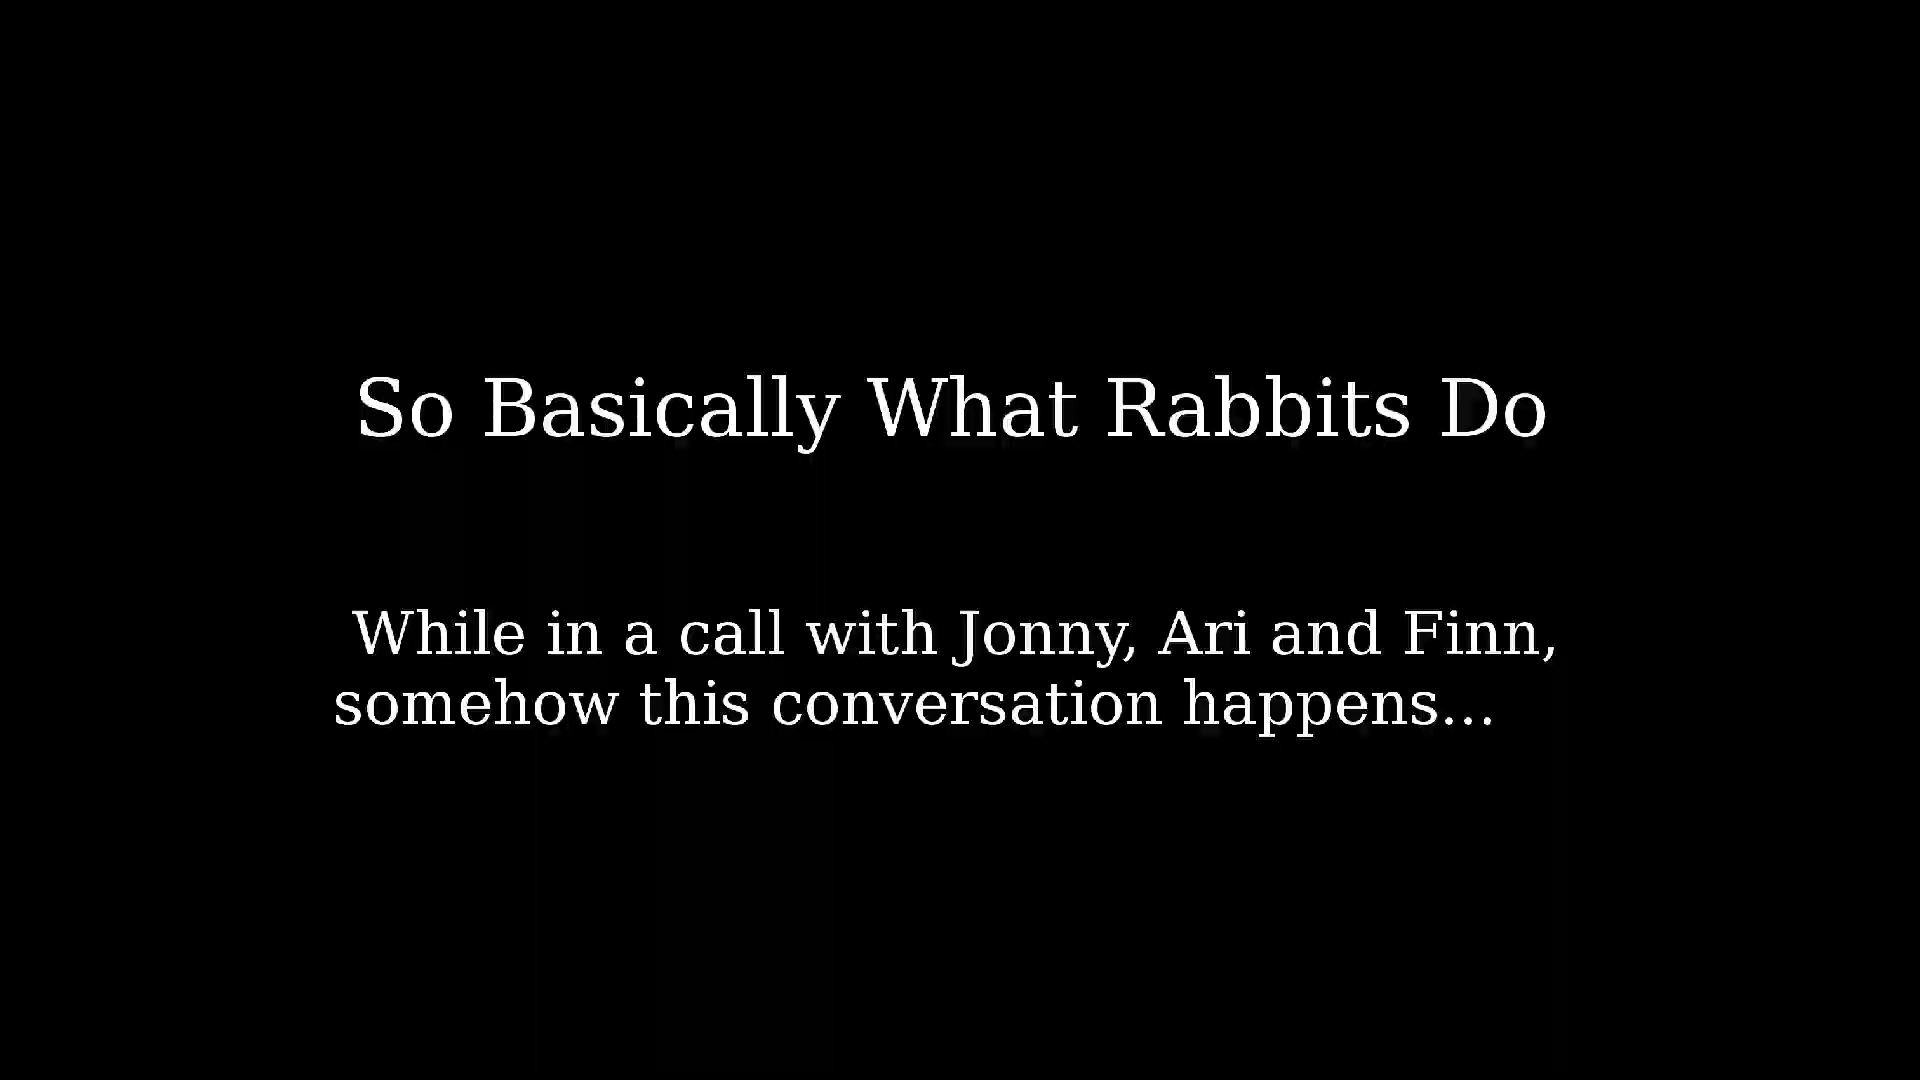 So Basically What Rabbits Do
While in a call with Jonny, Ari and Finn,
somehow this conversation happens...